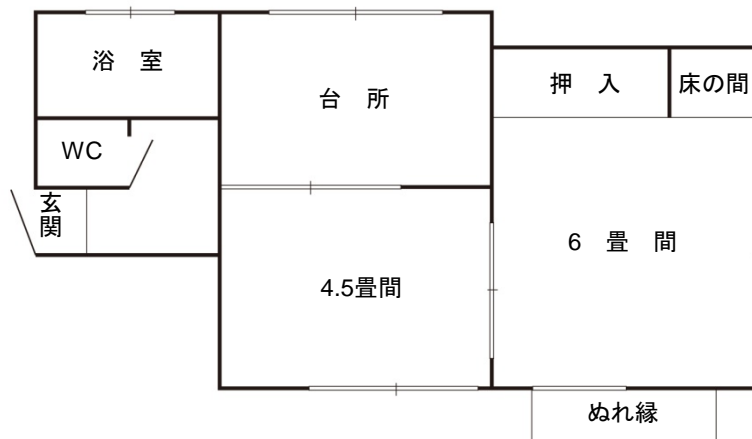 浴　室
台　所
押　入
床の間
WC
玄関
6　畳　間
4.5畳間
ぬれ縁